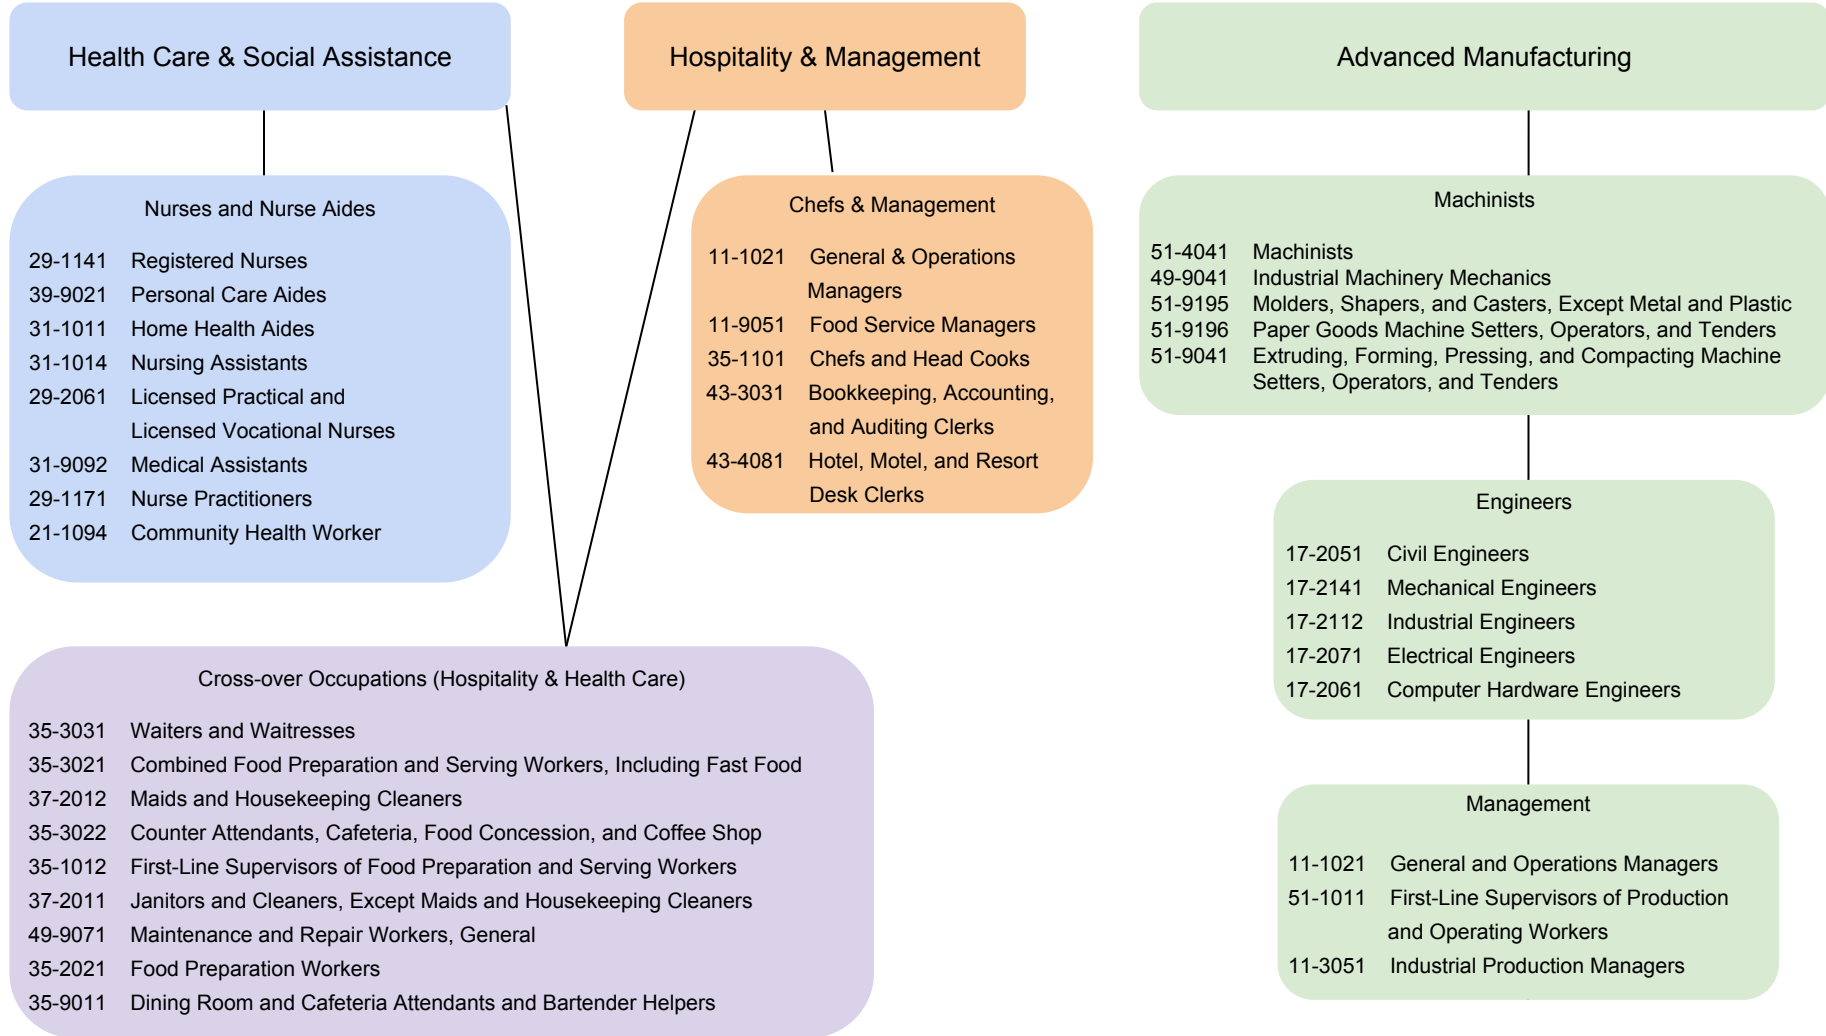 Health Care & Social Assistance
Hospitality & Management
Advanced Manufacturing
Nurses and Nurse Aides
29-1141 Registered Nurses
39-9021 Personal Care Aides
31-1011 Home Health Aides
31-1014 Nursing Assistants
29-2061 Licensed Practical and
Licensed Vocational Nurses
31-9092 Medical Assistants
29-1171 Nurse Practitioners
21-1094 Community Health Worker
Chefs & Management
11-1021 General & Operations
Managers
11-9051 Food Service Managers
35-1101 Chefs and Head Cooks
43-3031 Bookkeeping, Accounting,
and Auditing Clerks
43-4081 Hotel, Motel, and Resort
Desk Clerks
Machinists
51-4041 Machinists
49-9041 Industrial Machinery Mechanics
51-9195 Molders, Shapers, and Casters, Except Metal and Plastic
51-9196 Paper Goods Machine Setters, Operators, and Tenders
51-9041 Extruding, Forming, Pressing, and Compacting Machine
Setters, Operators, and Tenders
Engineers
17-2051 Civil Engineers
17-2141 Mechanical Engineers
17-2112 Industrial Engineers
17-2071 Electrical Engineers
17-2061 Computer Hardware Engineers
Cross-over Occupations (Hospitality & Health Care)
35-3031 Waiters and Waitresses
35-3021 Combined Food Preparation and Serving Workers, Including Fast Food
37-2012 Maids and Housekeeping Cleaners
35-3022 Counter Attendants, Cafeteria, Food Concession, and Coffee Shop
35-1012 First-Line Supervisors of Food Preparation and Serving Workers
37-2011 Janitors and Cleaners, Except Maids and Housekeeping Cleaners
49-9071 Maintenance and Repair Workers, General
35-2021 Food Preparation Workers
35-9011 Dining Room and Cafeteria Attendants and Bartender Helpers
Management
11-1021 General and Operations Managers
51-1011 First-Line Supervisors of Production
and Operating Workers
11-3051 Industrial Production Managers